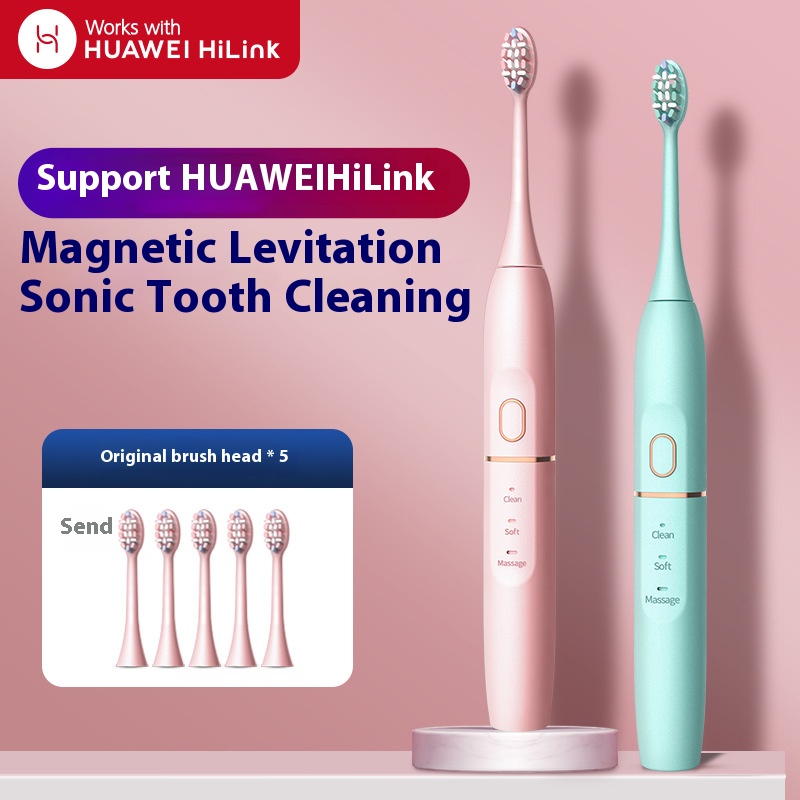 Works with
HUAWEI HiLink
Support HUAWEIHiLink
Magnetic Levitation
Sonic Tooth Cleaning
Original brush head * 5
Send
Clean
Soft
Massage
Clean
Soft
Massage